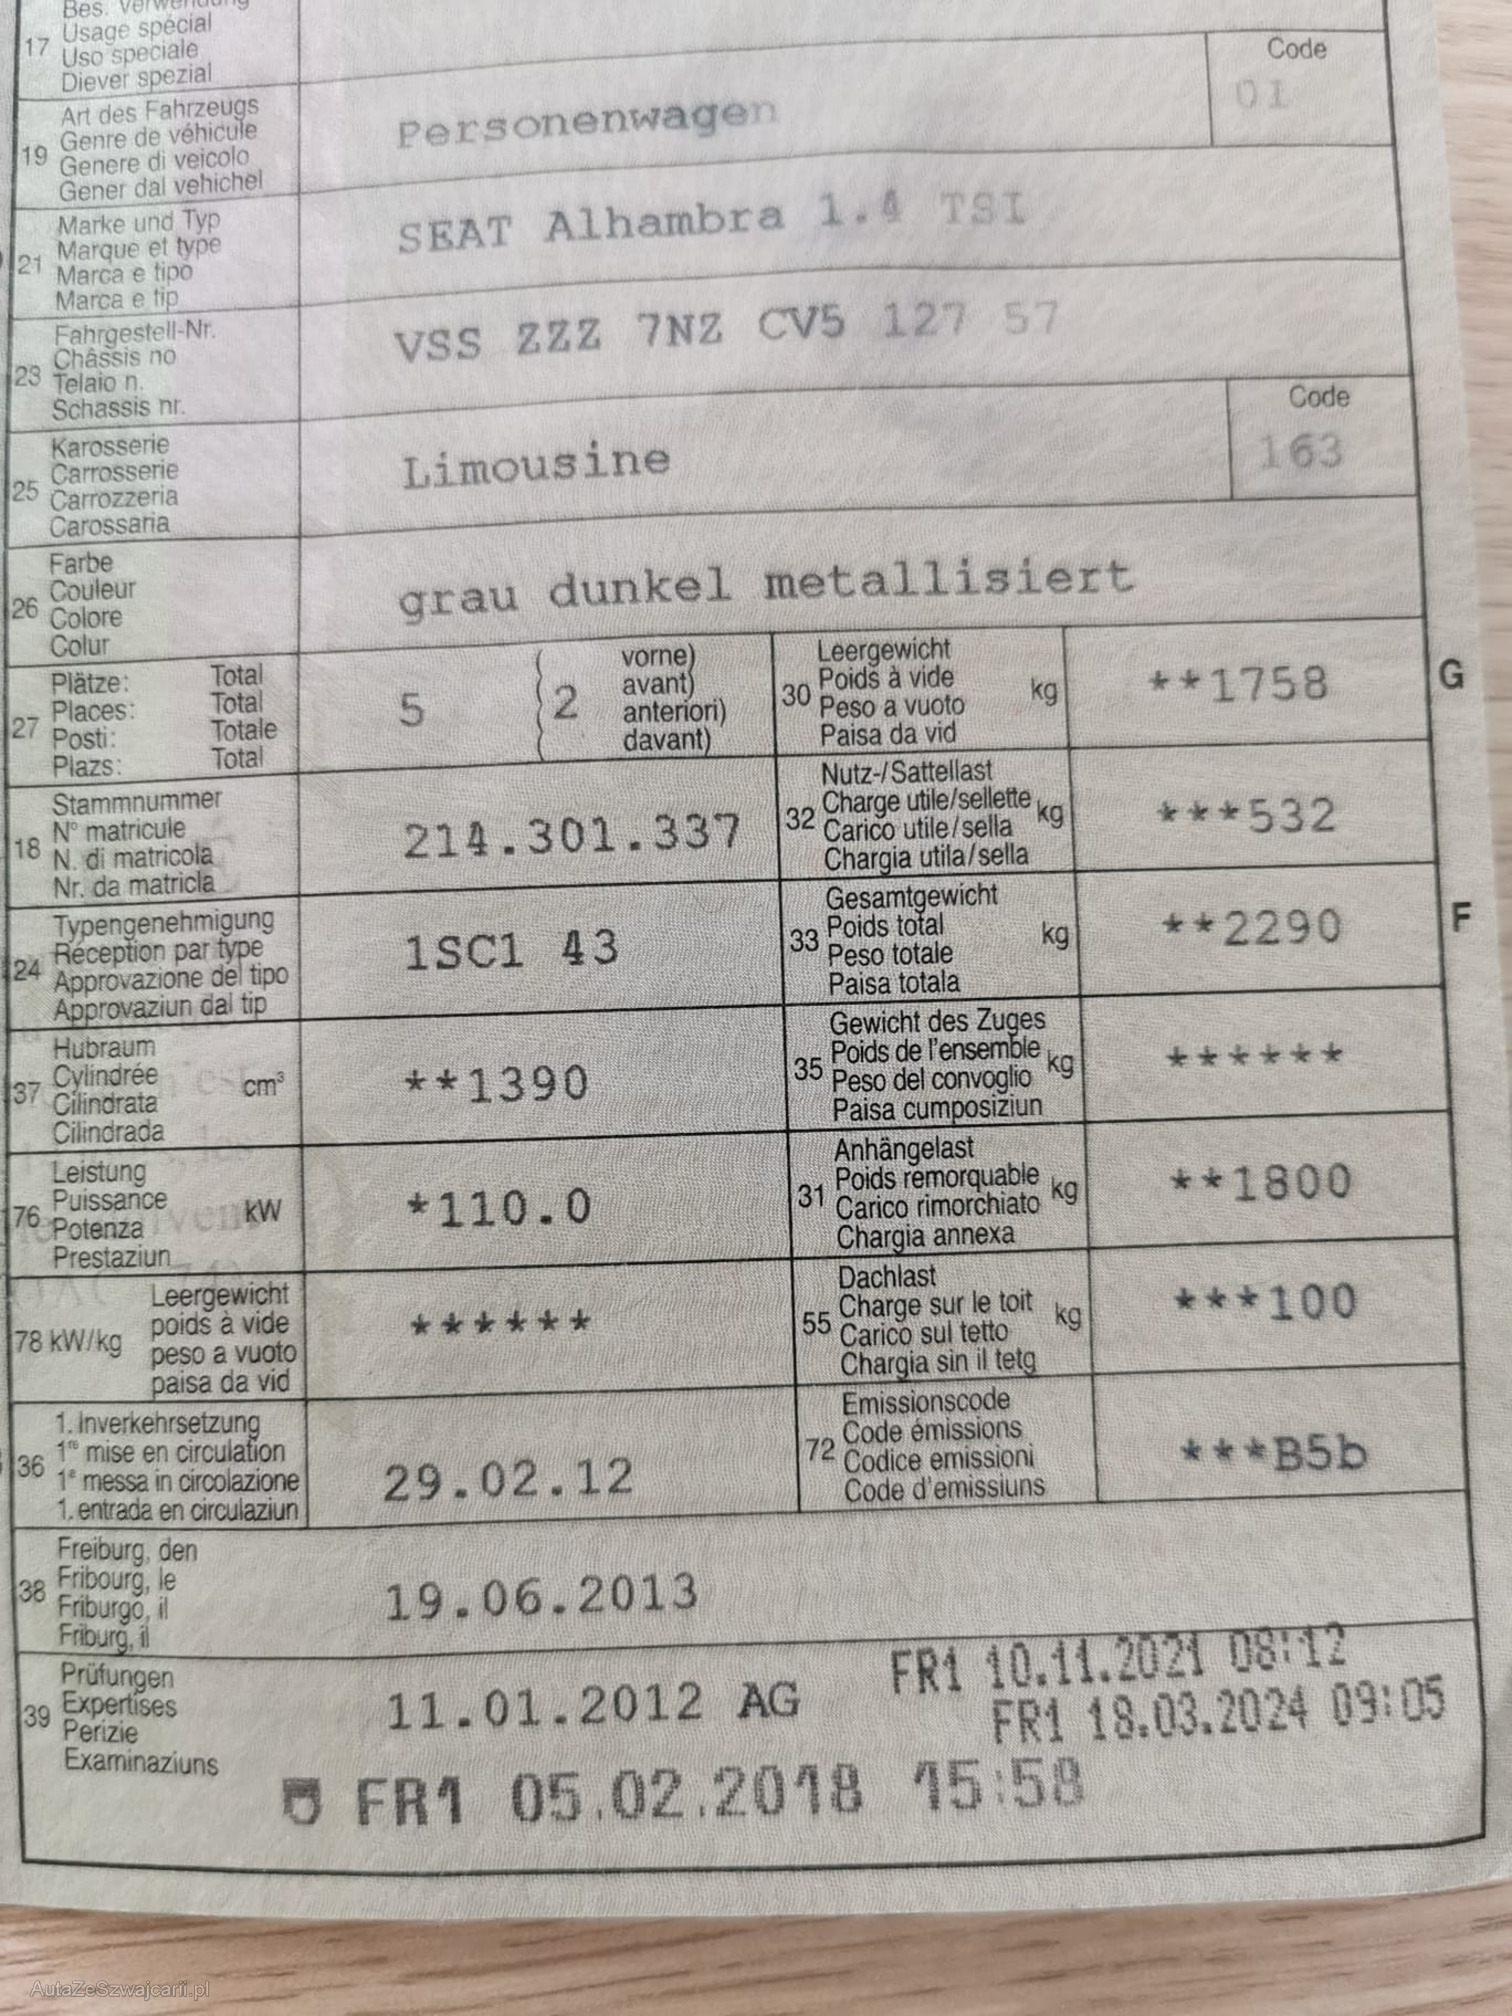 Bes. Verwendung
17 Usage spécial
Uso speciale
Diever spezial
Code
19 Art des Fahrzeugs
Genre de véhicule
Genere di veicolo
Gener dal vehichel
Personenwagen
01
21 Marke und Typ
Marque et type
Marca e tipo
Marca e tip
SEAT Alhambra 1.4 TSI
23 Fahrgestell-Nr.
Châssis no
Telaio n.
Schassis nr.
VSS ZZZ 7NZ CV5 127 57
25 Karosserie
Carrosserie
Carrozzeria
Carossaria
Limousine
Code
163
26 Farbe
Couleur
Colore
Colur
grau dunkel metallisiert
27 Plätze: Total
Places: Total
Posti: Totale
Plazs: Total
5 2
vorne)
avant)
anteriori)
davant)
30 Leergewicht
Poids à vide
Peso a vuoto
Paisa da vid
kg
**1758
G
18 Stammnummer
N° matricule
N. di matricola
Nr. da matricla
214.301.337
32 Nutz-/Sattellast
Charge utile/sellette
Carico utile/sella
Chargia utila/sella
kg
***532
24 Typengenehmigung
Réception par type
Approvazione del tipo
Approvaziun dal tip
1SC1 43
33 Gesamtgewicht
Poids total
Peso totale
Paisa totala
kg
**2290
F
37 Hubraum
Cylindrée
Cilindrata
Cilindrada
cm³
**1390
35 Gewicht des Zuges
Poids de l'ensemble
Peso del convoglio
Paisa cumposiziun
kg
******
76 Leistung
Puissance
Potenza
Prestaziun
kW
*110.0
31 Anhängelast
Poids remorquable
Carico rimorchiato
Chargia annexa
kg
**1800
78 kW/kg
Leergewicht
poids à vide
peso a vuoto
paisa da vid
******
55 Dachlast
Charge sur le toit
Carico sul tetto
Chargia sin il tetg
kg
***100
36 1. Inverkehrsetzung
1re mise en circulation
1a messa in circolazione
1. entrada en circulaziun
29.02.12
72 Emissionscode
Code émissions
Codice emissioni
Code d'emissiuns
***B5b
38 Freiburg, den
Fribourg, le
Friburgo, il
Friburg, il
19.06.2013
39 Prüfungen
Expertises
Perizie
Examinaziuns
11.01.2012 AG
FR1 10.11.2021 08:12
FR1 18.03.2024 09:05
FR1 05.02.2018 15:58
AutaZeSzwajcarii.pl